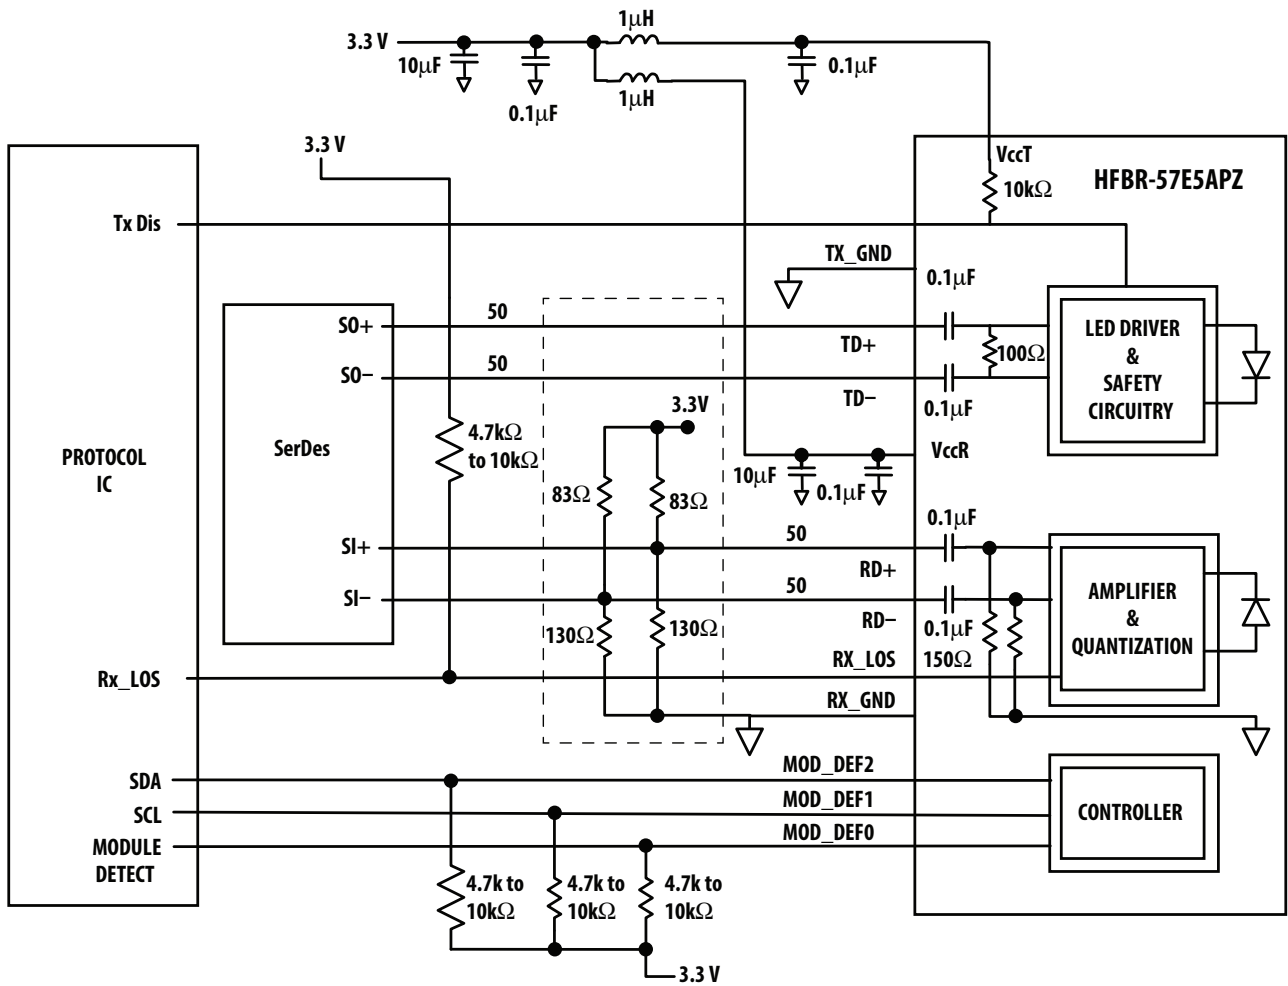 1μH
3.3 V
10μF
0.1μF
0.1μF
1μH
3.3 V
VccT
10kΩ
HFBR-57E5APZ
Tx Dis
TX_GND
0.1μF
SO+
50
TD+
SO−
50
TD−
0.1μF
100Ω
LED DRIVER
&
SAFETY
CIRCUITRY
3.3V
4.7kΩ
to 10kΩ
SerDes
PROTOCOL
IC
VccR
10μF
0.1μF
83Ω
83Ω
0.1μF
SI+
50
RD+
SI−
50
RD−
0.1μF
130Ω
130Ω
AMPLIFIER
&
QUANTIZATION
Rx_LOS
RX_LOS
150Ω
RX_GND
SDA
MOD_DEF2
SCL
MOD_DEF1
MODULE
DETECT
MOD_DEF0
CONTROLLER
4.7k to
10kΩ
4.7k to
10kΩ
4.7k to
10kΩ
3.3 V